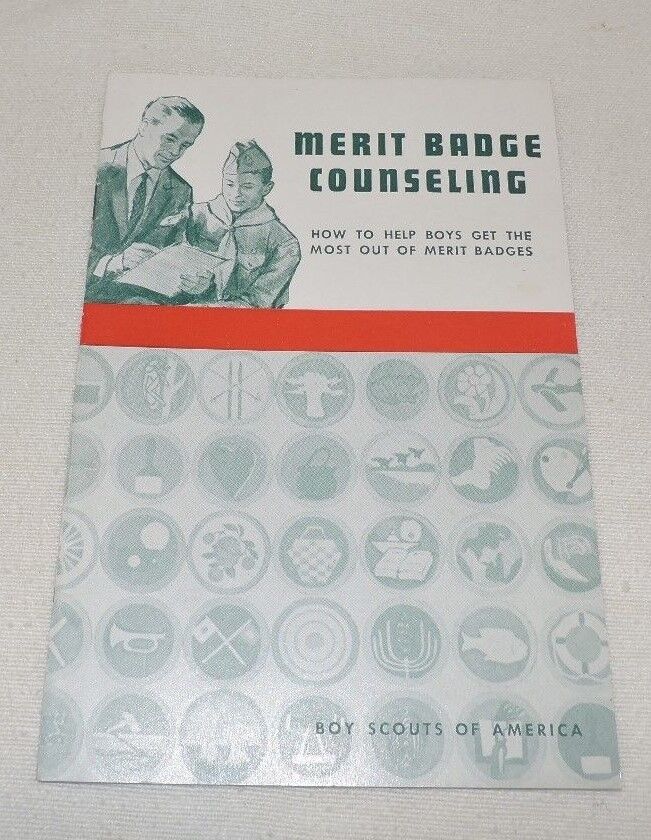 MERIT BADGE
COUNSELING
HOW TO HELP BOYS GET THE
MOST OUT OF MERIT BADGES
BOY SCOUTS OF AMERICA